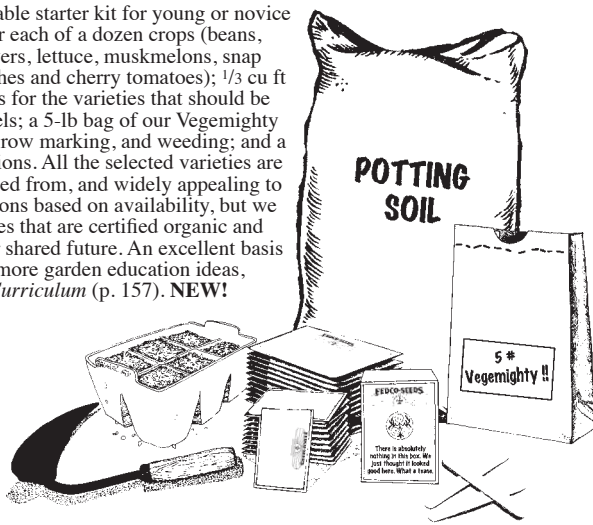 able starter kit for young or novice
r each of a dozen crops (beans,
ers, lettuce, muskmelons, snap
hes and cherry tomatoes); 1/3 cu ft
s for the varieties that should be
els; a 5-lb bag of our Vegemighty
row marking, and weeding; and a
ions. All the selected varieties are
ed from, and widely appealing to
ons based on availability, but we
es that are certified organic and
shared future. An excellent basis
more garden education ideas,
urriculum (p. 157). NEW!
POTTING
SOIL
5 #
Vegemighty !!
FEDCO-SEEDS
There is absolutely
nothing in this box. We
just thought it looked
good here. What a tease.